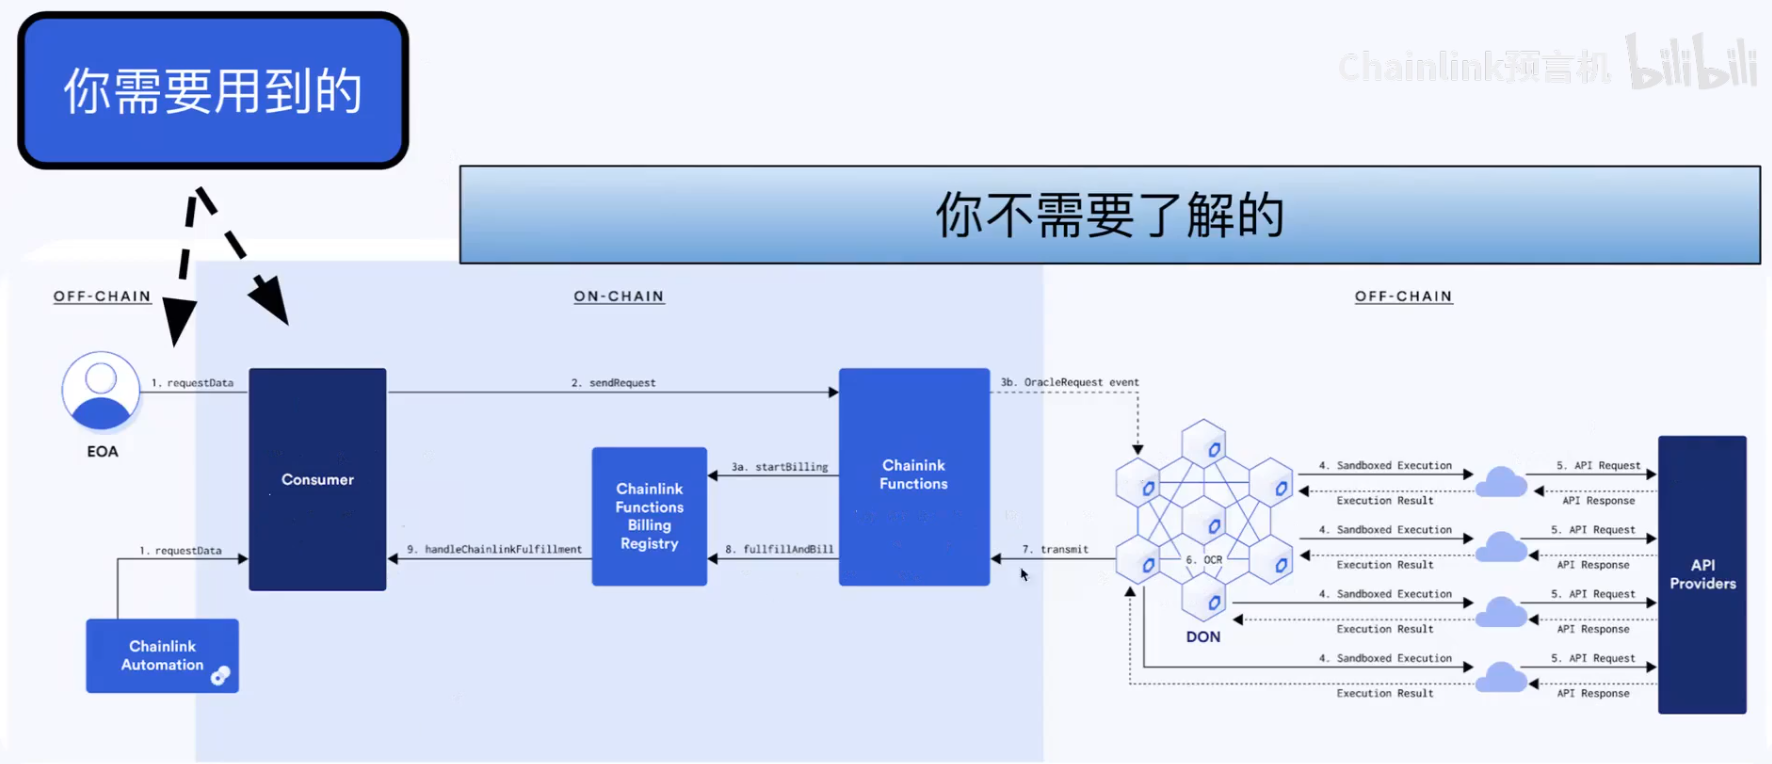 你需要用到的
Chainlink预言机 bilibili
你不需要了解的
OFF-CHAIN
ON-CHAIN
OFF-CHAIN
EOA
1. requestData
2. sendRequest
3b. OracleRequest event
Consumer
Chainlink
Functions
Billing
Registry
3a. startBilling
Chainink
Functions
1. requestData
9. handleChainlinkFulfillment
8. fullfillAndBill
7. transmit
6. OCR
DON
Chainlink
Automation
4. Sandboxed Execution
5. API Request
Execution Result
API Response
4. Sandboxed Execution
5. API Request
Execution Result
API Response
4. Sandboxed Execution
5. API Request
Execution Result
API Response
4. Sandboxed Execution
5. API Request
Execution Result
API Response
API
Providers